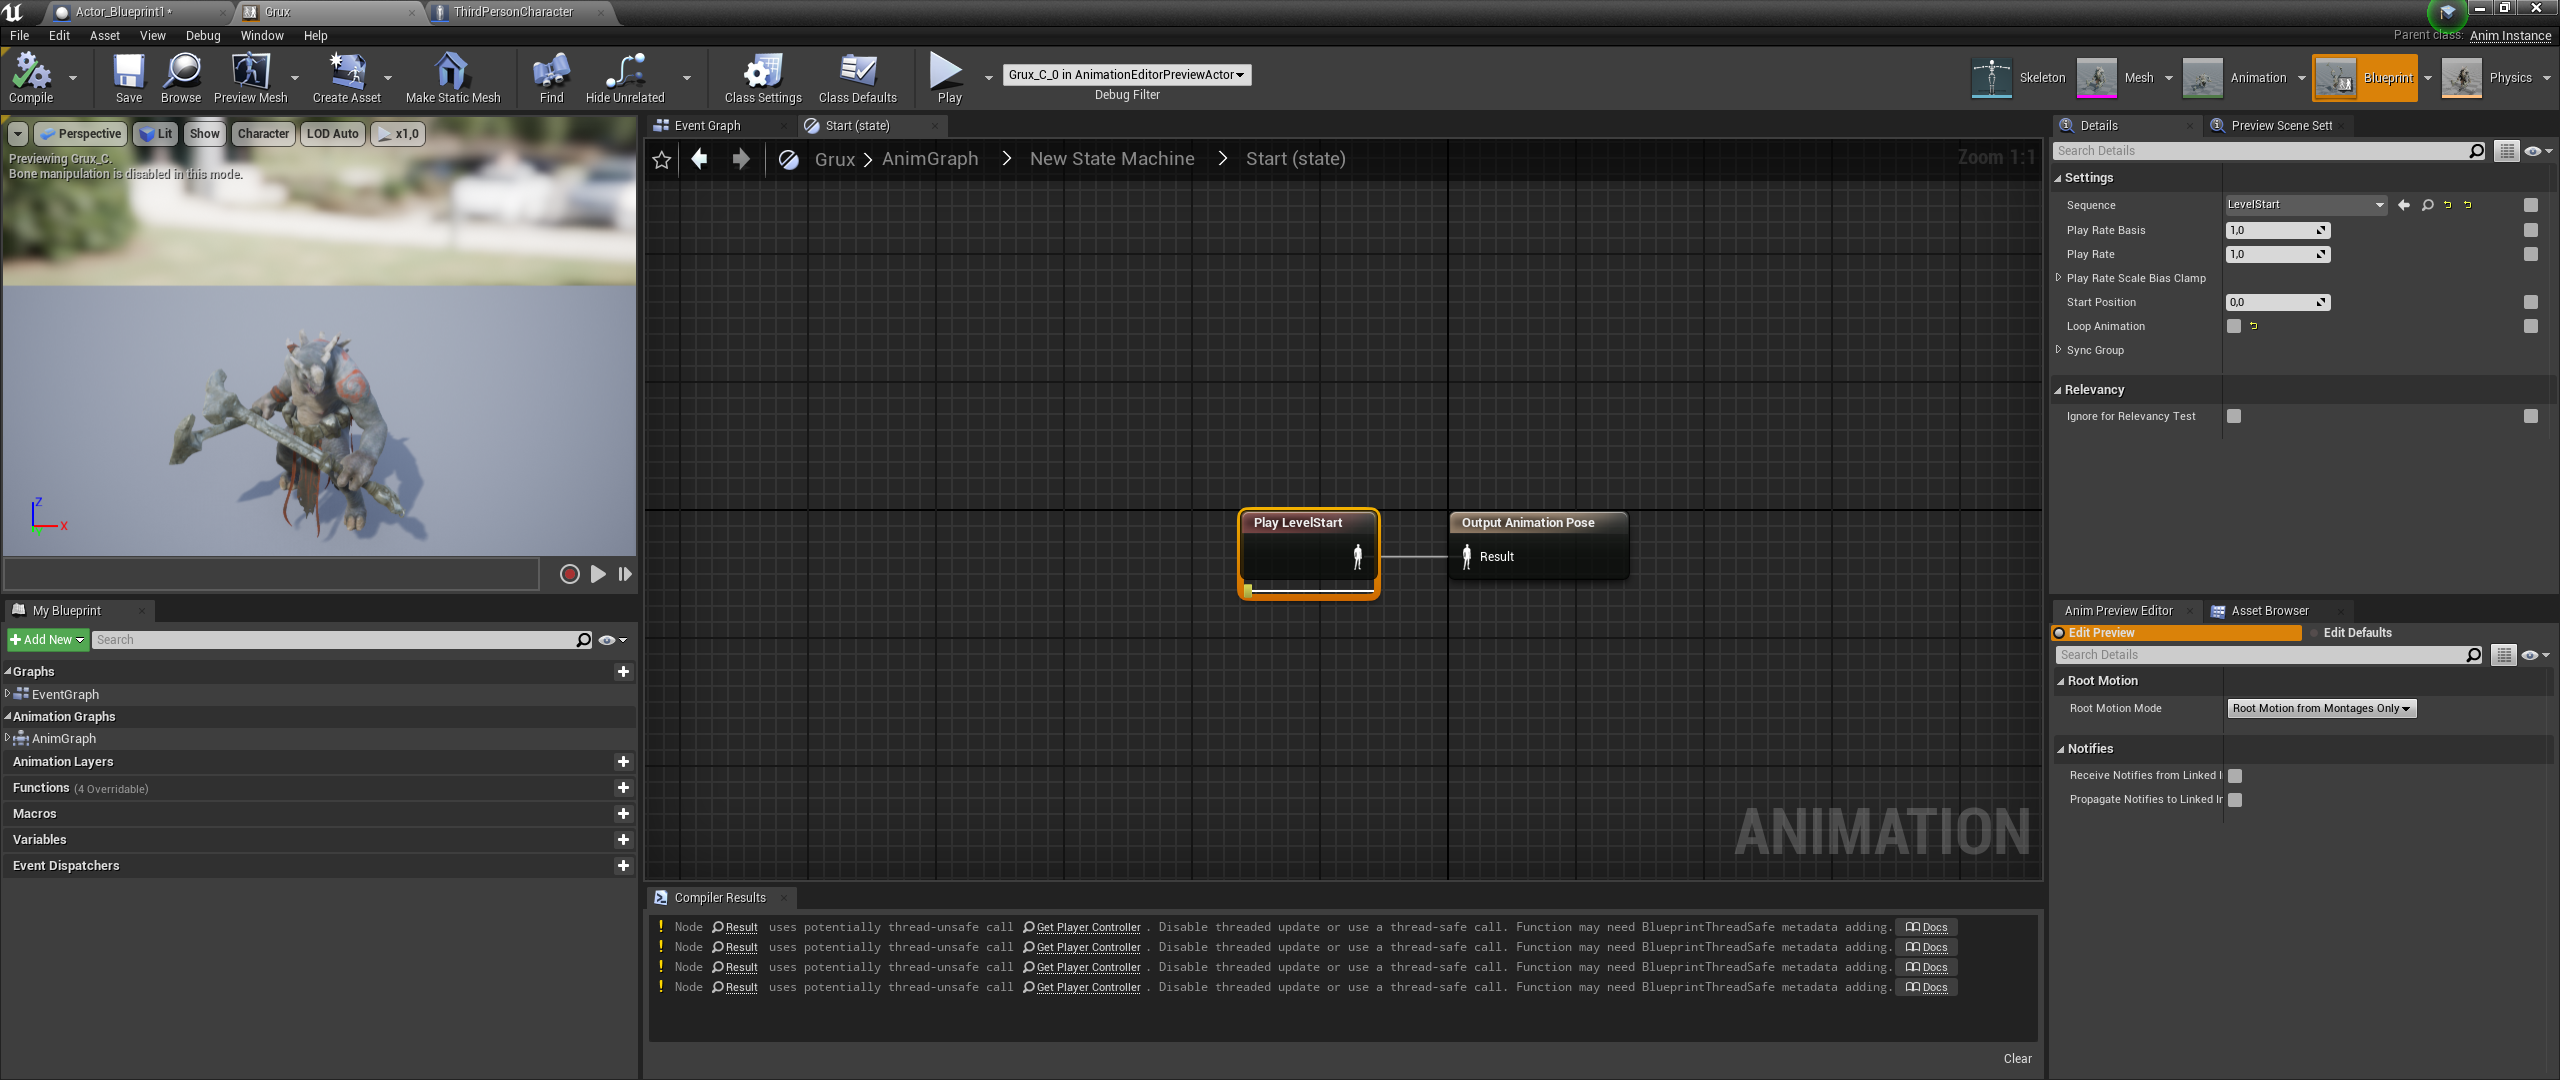 Actor_Blueprint1*
Grux
ThirdPersonCharacter
File Edit Asset View Debug Window Help
Parent class: Anim Instance
Compile
Save
Browse
Preview Mesh
Create Asset
Make Static Mesh
Find
Hide Unrelated
Class Settings
Class Defaults
Play
Grux_C_0 in AnimationEditorPreviewActor
Debug Filter
Skeleton
Mesh
Animation
Blueprint
Physics
Perspective
Lit
Show
Character
LOD Auto
x1,0
Previewing Grux_C.
Bone manipulation is disabled in this mode.
Z
X
My Blueprint
Add New
Search
Graphs
EventGraph
Animation Graphs
AnimGraph
Animation Layers
Functions (4 Overridable)
Macros
Variables
Event Dispatchers
Event Graph
Start (state)
Grux > AnimGraph > New State Machine > Start (state)
Zoom 1:1
Play LevelStart
Output Animation Pose
Result
ANIMATION
Compiler Results
! Node Result uses potentially thread-unsafe call Get Player Controller . Disable threaded update or use a thread-safe call. Function may need BlueprintThreadSafe metadata adding. Docs
! Node Result uses potentially thread-unsafe call Get Player Controller . Disable threaded update or use a thread-safe call. Function may need BlueprintThreadSafe metadata adding. Docs
! Node Result uses potentially thread-unsafe call Get Player Controller . Disable threaded update or use a thread-safe call. Function may need BlueprintThreadSafe metadata adding. Docs
! Node Result uses potentially thread-unsafe call Get Player Controller . Disable threaded update or use a thread-safe call. Function may need BlueprintThreadSafe metadata adding. Docs
Clear
Details
Preview Scene Sett
Search Details
Settings
Sequence LevelStart
Play Rate Basis 1,0
Play Rate 1,0
Play Rate Scale Bias Clamp
Start Position 0,0
Loop Animation
Sync Group
Relevancy
Ignore for Relevancy Test
Anim Preview Editor
Asset Browser
Edit Preview
Edit Defaults
Search Details
Root Motion
Root Motion Mode Root Motion from Montages Only
Notifies
Receive Notifies from Linked I
Propagate Notifies to Linked Ir